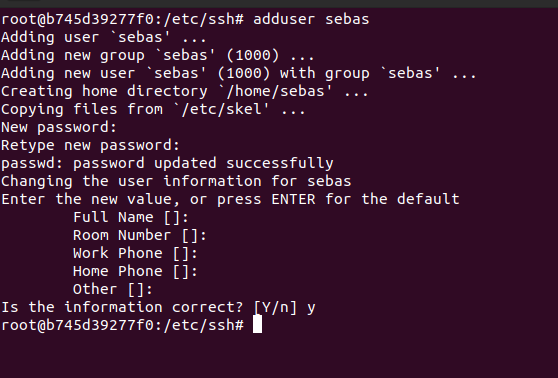 root@b745d39277f0:/etc/ssh# adduser sebas
Adding user `sebas' ...
Adding new group `sebas' (1000) ...
Adding new user `sebas' (1000) with group `sebas' ...
Creating home directory `/home/sebas' ...
Copying files from `/etc/skel' ...
New password:
Retype new password:
passwd: password updated successfully
Changing the user information for sebas
Enter the new value, or press ENTER for the default
        Full Name []:
        Room Number []:
        Work Phone []:
        Home Phone []:
        Other []:
Is the information correct? [Y/n] y
root@b745d39277f0:/etc/ssh#